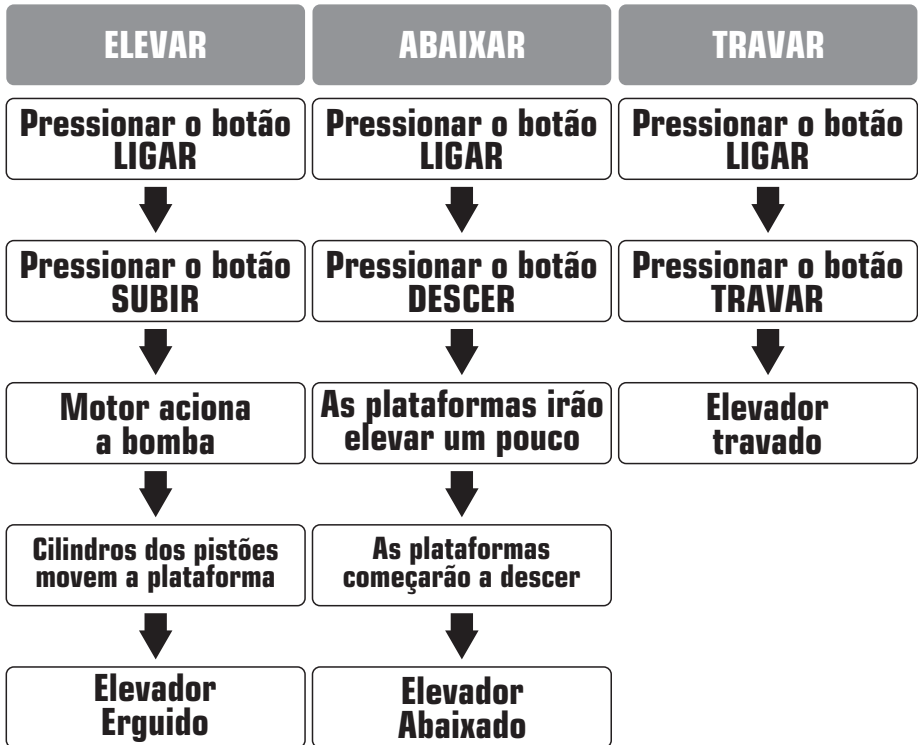 ELEVAR
Pressionar o botão
LIGAR
Pressionar o botão
SUBIR
Motor aciona
a bomba
Cilindros dos pistões
movem a plataforma
Elevador
Erguido
ABAIXAR
Pressionar o botão
LIGAR
Pressionar o botão
DESCER
As plataformas irão
elevar um pouco
As plataformas
começarão a descer
Elevador
Abaixado
TRAVAR
Pressionar o botão
LIGAR
Pressionar o botão
TRAVAR
Elevador
travado